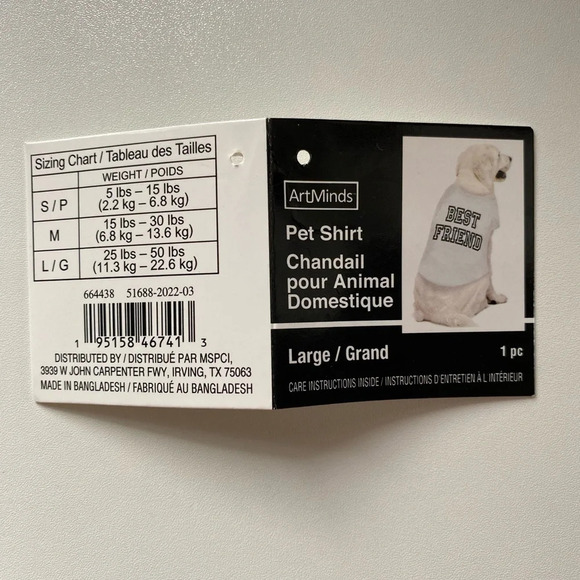 Sizing Chart / Tableau des Tailles
WEIGHT / POIDS
S / P
5 lbs – 15 lbs
(2.2 kg – 6.8 kg)
M
15 lbs – 30 lbs
(6.8 kg – 13.6 kg)
L / G
25 lbs – 50 lbs
(11.3 kg – 22.6 kg)
664438 51688-2022-03
1 95158 46741 3
DISTRIBUTED BY / DISTRIBUÉ PAR MSPCI,
3939 W JOHN CARPENTER FWY, IRVING, TX 75063
MADE IN BANGLADESH / FABRIQUÉ AU BANGLADESH
ArtMinds
Pet Shirt
Chandail
pour Animal
Domestique
BEST
FRIEND
Large / Grand
1 pc
CARE INSTRUCTIONS INSIDE / INSTRUCTIONS D'ENTRETIEN À L'INTÉRIEUR